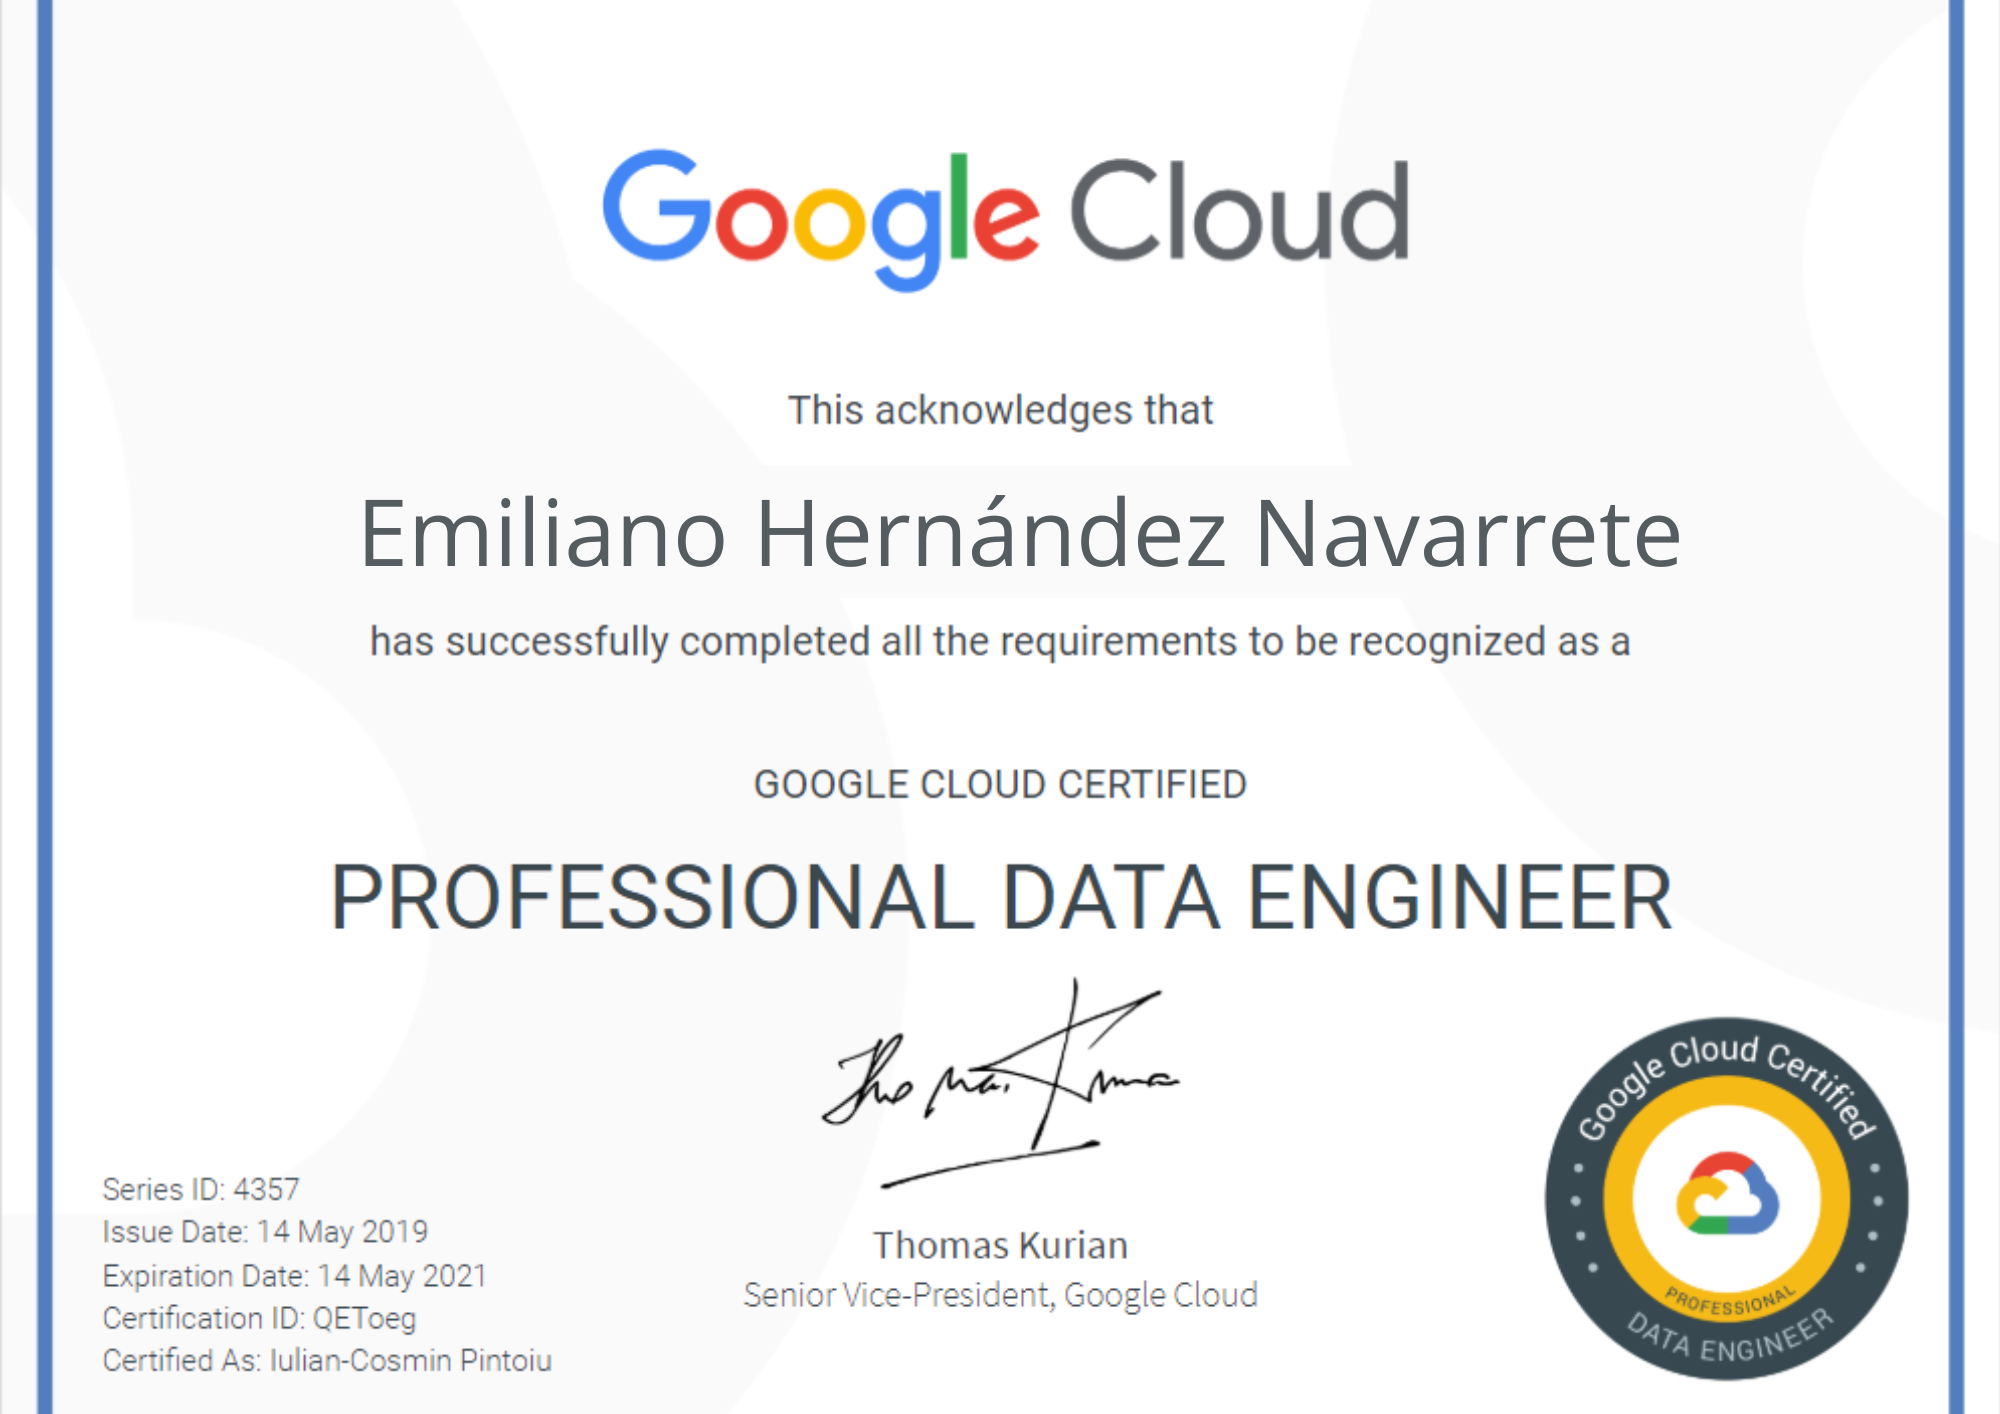 Google Cloud
This acknowledges that
Emiliano Hernández Navarrete
has successfully completed all the requirements to be recognized as a
GOOGLE CLOUD CERTIFIED
PROFESSIONAL DATA ENGINEER
Thomas Kurian
Thomas Kurian
Senior Vice-President, Google Cloud
Series ID: 4357
Issue Date: 14 May 2019
Expiration Date: 14 May 2021
Certification ID: QEToeg
Certified As: Iulian-Cosmin Pintoiu
Google Cloud Certified
PROFESSIONAL
DATA ENGINEER